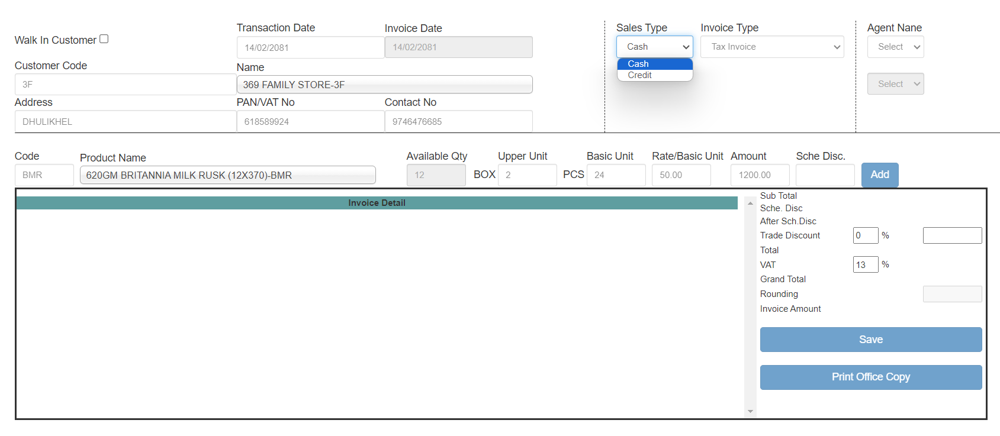 Walk In Customer
Transaction Date
Invoice Date
14/02/2081
14/02/2081
Customer Code
Name
3F
369 FAMILY STORE-3F
Address
PAN/VAT No
Contact No
DHULIKHEL
618589924
9746476685
Sales Type
Invoice Type
Cash
Tax Invoice
Cash
Credit
Agent Nane
Select
Select
Code
Product Name
Available Qty
Upper Unit
Basic Unit
Rate/Basic Unit
Amount
Sche Disc.
BMR
620GM BRITANNIA MILK RUSK (12X370)-BMR
12
BOX
2
PCS
24
50.00
1200.00
Add
Invoice Detail
Sub Total
Sche. Disc
After Sch.Disc
Trade Discount 0 %
Total
VAT 13 %
Grand Total
Rounding
Invoice Amount
Save
Print Office Copy